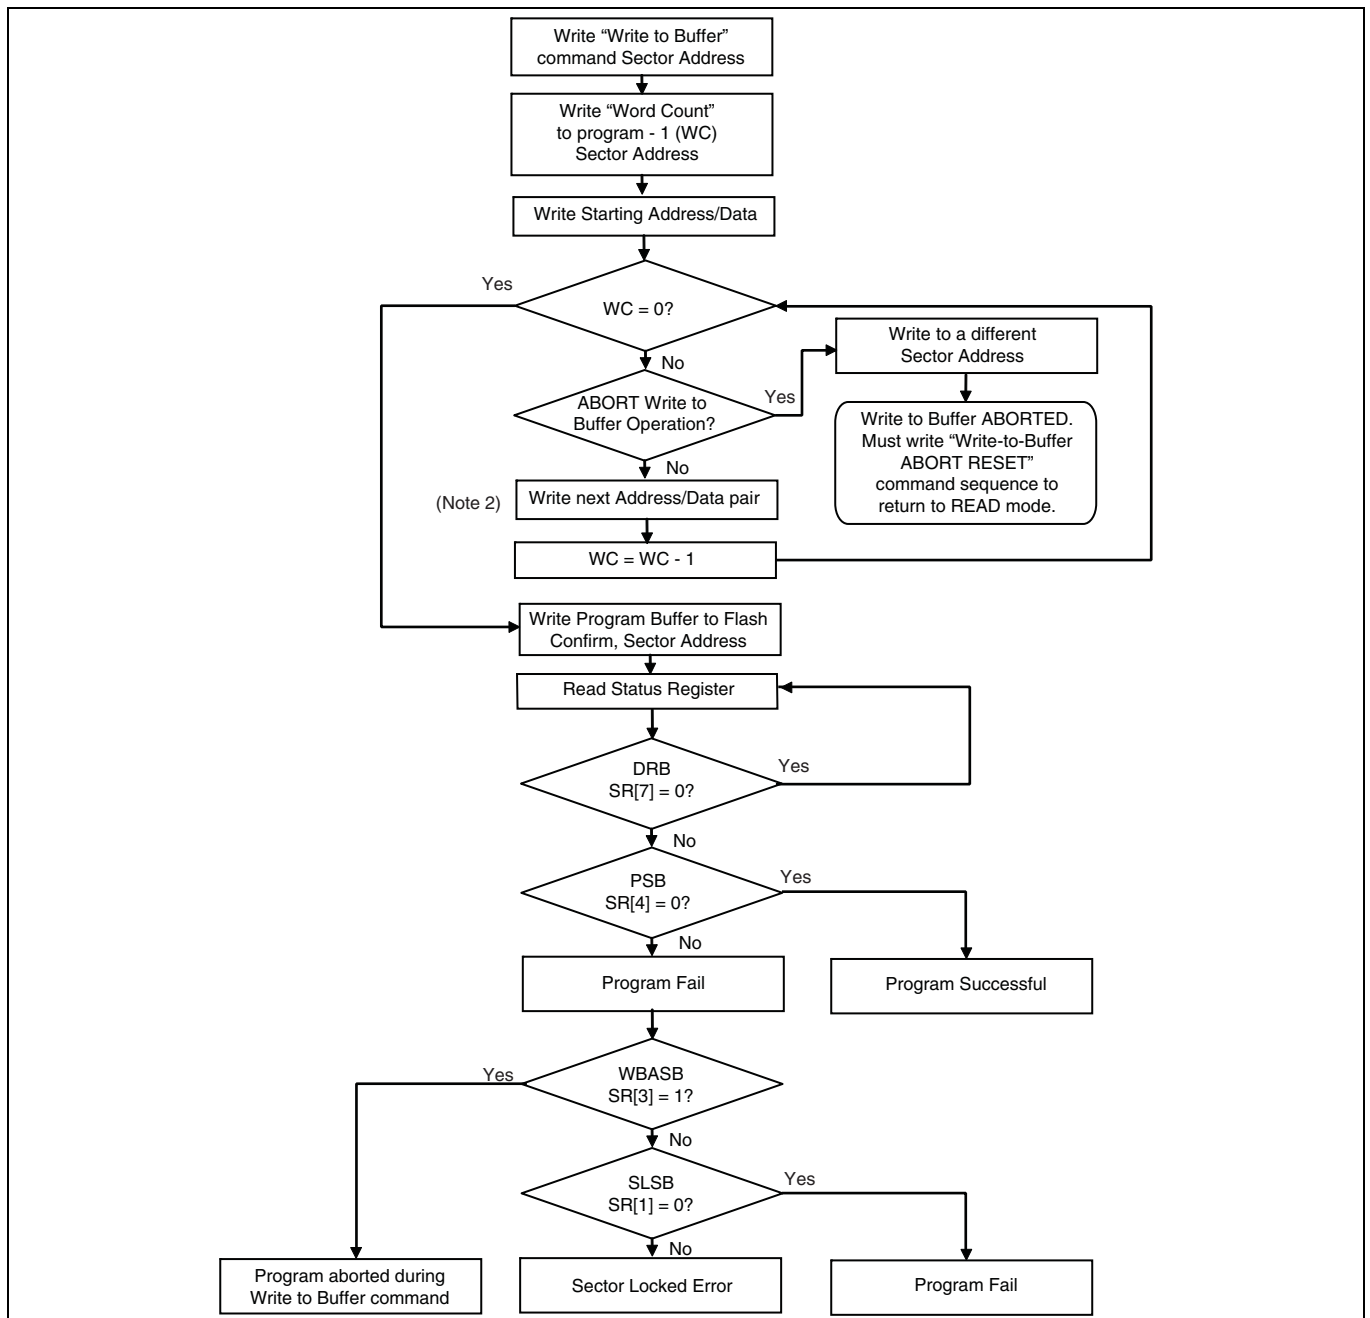 Write “Write to Buffer”
command Sector Address
Write “Word Count”
to program - 1 (WC)
Sector Address
Write Starting Address/Data
Yes
WC = 0?
No
Write to a different
Sector Address
Yes
ABORT Write to
Buffer Operation?
No
Write to Buffer ABORTED.
Must write “Write-to-Buffer
ABORT RESET”
command sequence to
return to READ mode.
(Note 2)
Write next Address/Data pair
WC = WC - 1
Write Program Buffer to Flash
Confirm, Sector Address
Read Status Register
DRB
SR[7] = 0?
Yes
No
PSB
SR[4] = 0?
Yes
No
Program Fail
Program Successful
Yes
WBASB
SR[3] = 1?
No
SLSB
SR[1] = 0?
Yes
No
Program aborted during
Write to Buffer command
Sector Locked Error
Program Fail